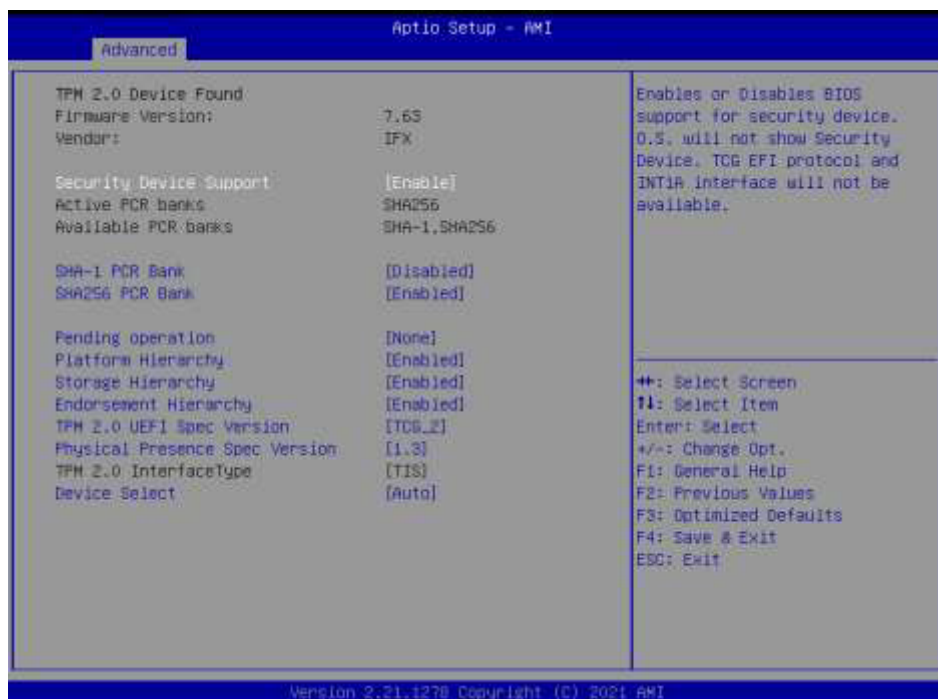 Aptio Setup - AMI
Advanced
TPM 2.0 Device Found
Firmware Version: 7.63
Vendor: IFX
Security Device Support [Enable]
Active PCR banks SHA256
Available PCR banks SHA-1,SHA256
SHA-1 PCR Bank [Disabled]
SHA256 PCR Bank [Enabled]
Pending operation [None]
Platform Hierarchy [Enabled]
Storage Hierarchy [Enabled]
Endorsement Hierarchy [Enabled]
TPM 2.0 UEFI Spec Version [TCG_2]
Physical Presence Spec Version [1.3]
TPM 2.0 InterfaceType [TIS]
Device Select [Auto]
Enables or Disables BIOS
support for security device.
O.S. will not show Security
Device. TCG EFI protocol and
INT1A interface will not be
available.
→←: Select Screen
↑↓: Select Item
Enter: Select
+/-: Change Opt.
F1: General Help
F2: Previous Values
F3: Optimized Defaults
F4: Save & Exit
ESC: Exit
Version 2.21.1278 Copyright (C) 2021 AMI